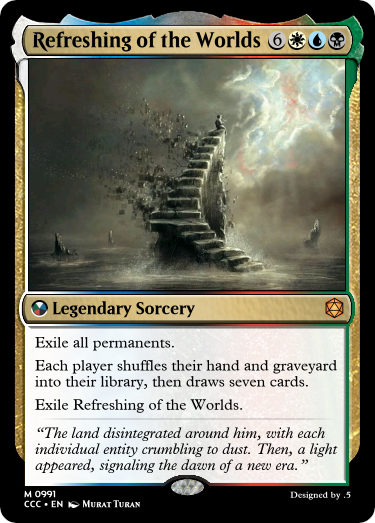 Refreshing of the Worlds 6
Legendary Sorcery
Exile all permanents.
Each player shuffles their hand and graveyard
into their library, then draws seven cards.
Exile Refreshing of the Worlds.
“The land disintegrated around him, with each
individual entity crumbling to dust. Then, a light
appeared, signaling the dawn of a new era.”
M 0991
CCC • EN MURAT TURAN
Designed by .5